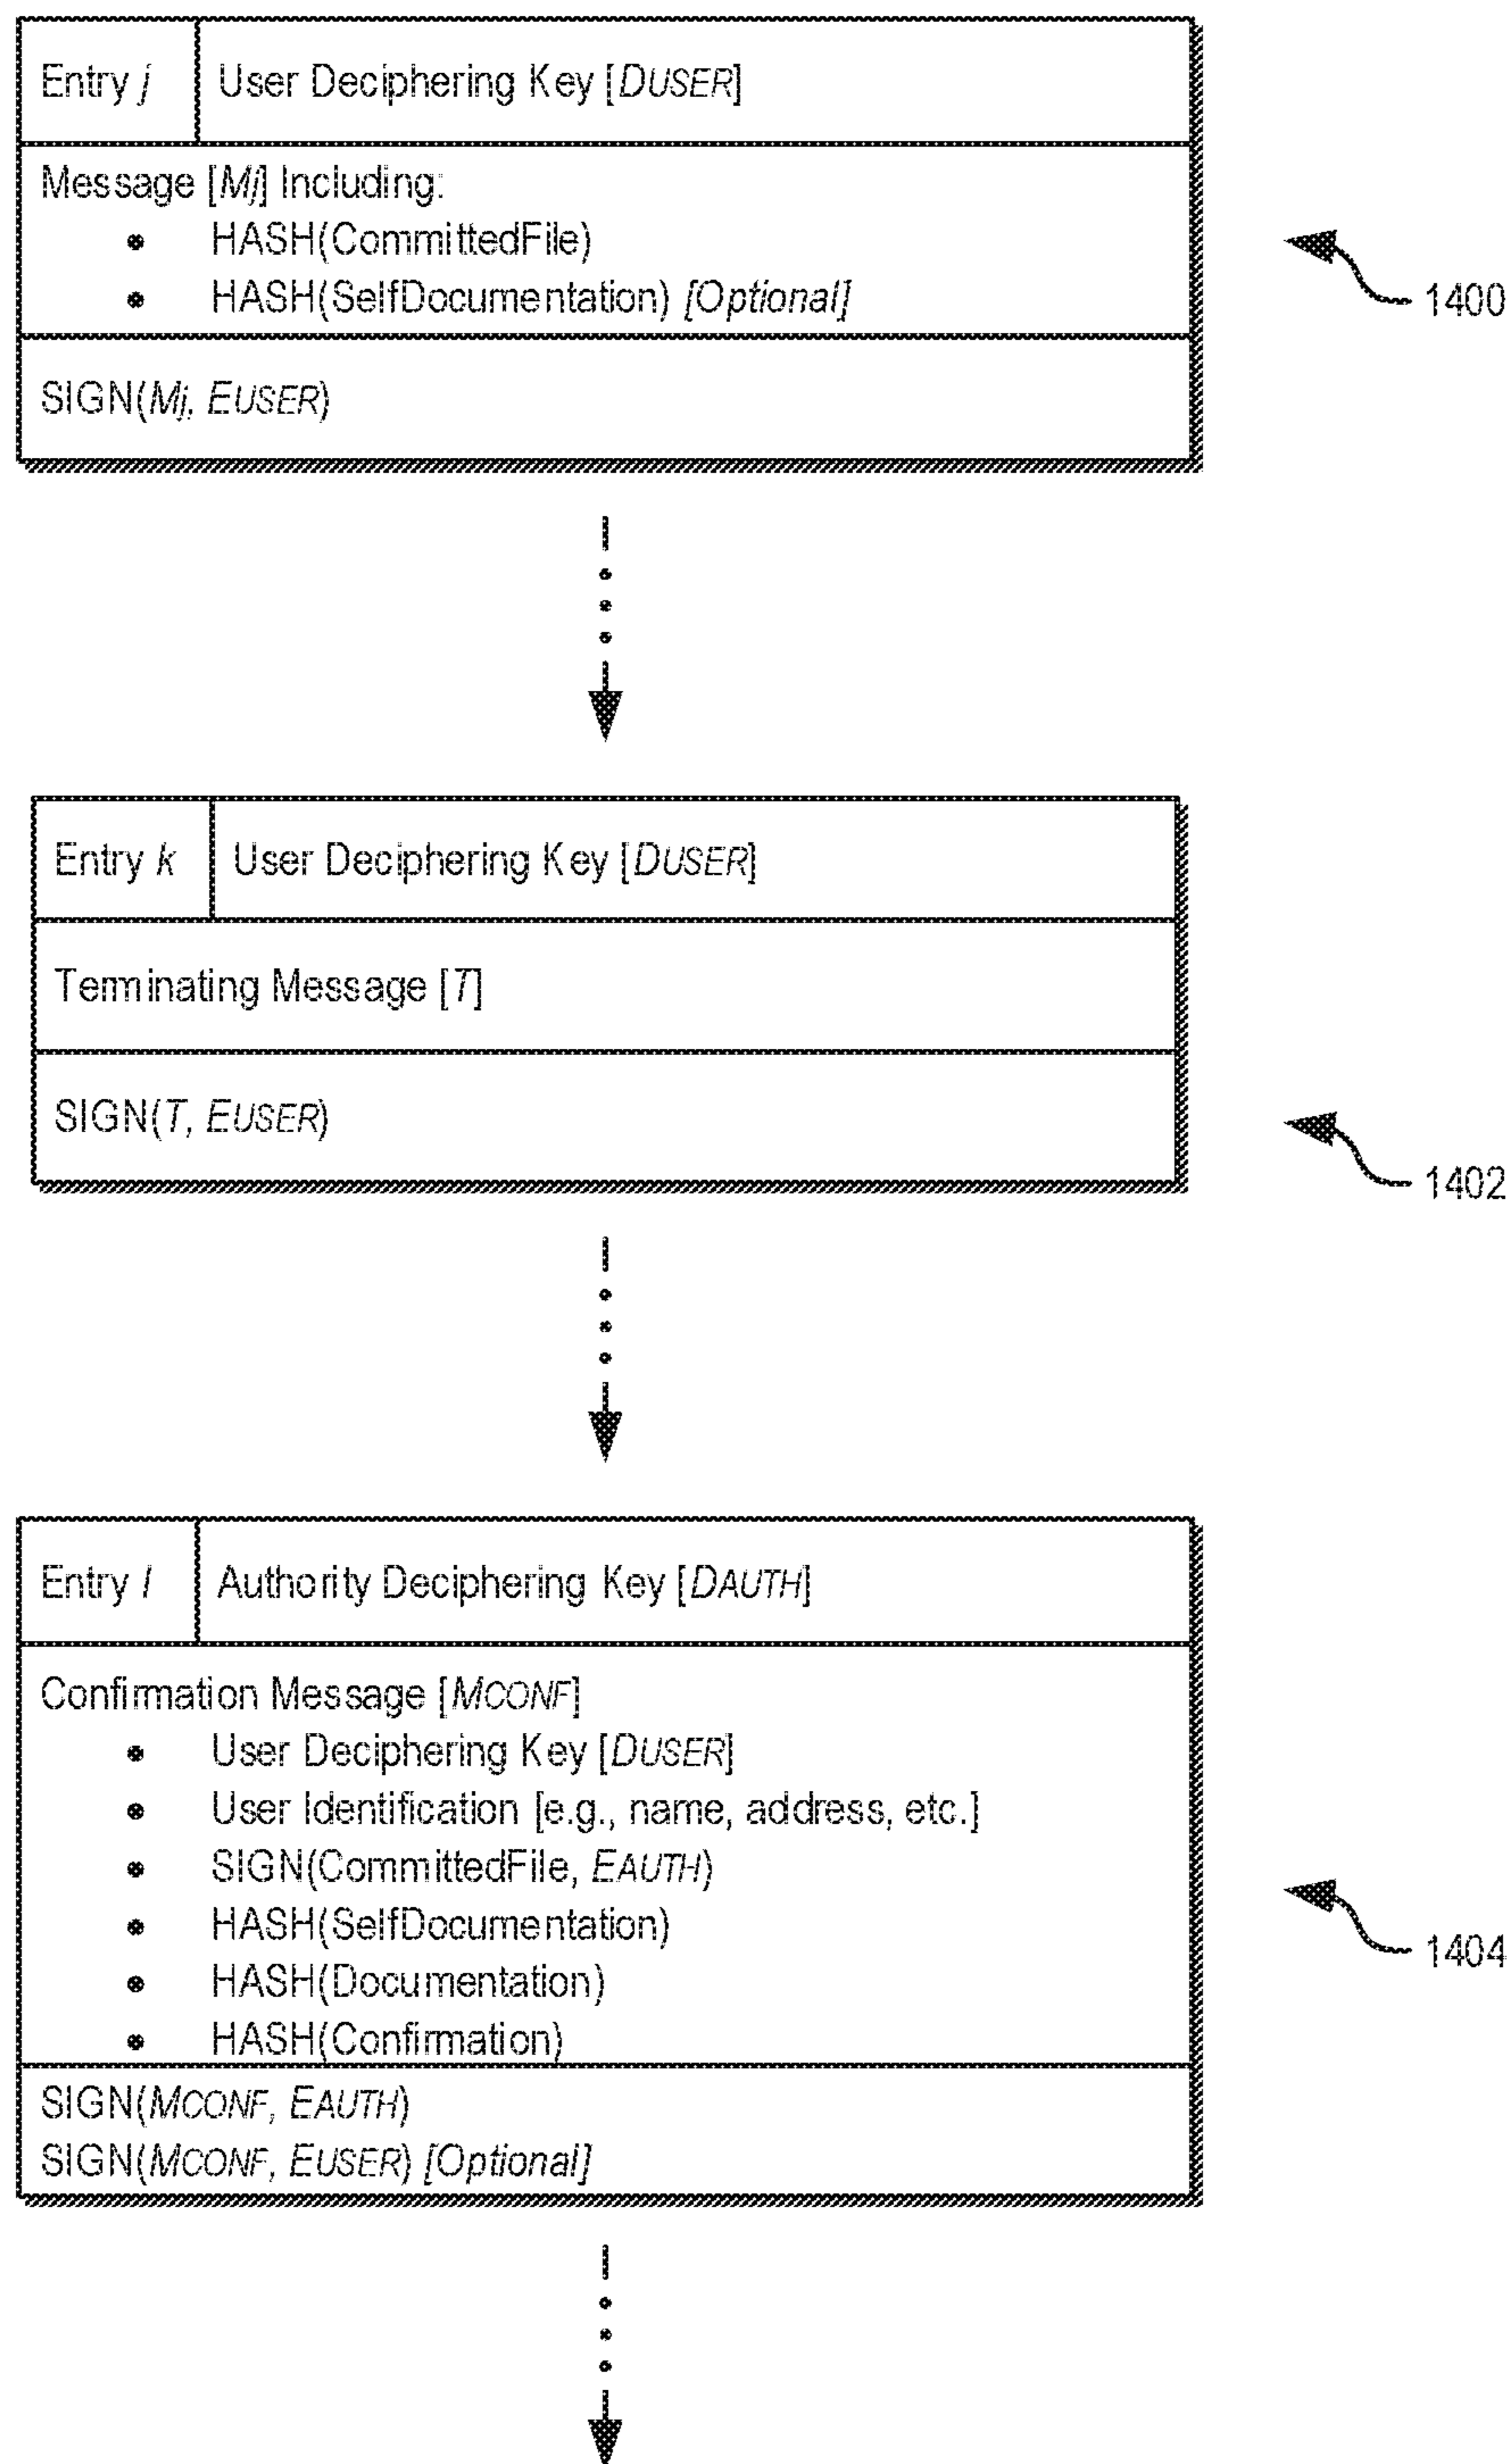 Entry j User Deciphering Key [DUSER]
Message [Mj] Including:
• HASH(CommittedFile)
• HASH(SelfDocumentation) [Optional]
1400
SIGN(Mj, EUSER)
Entry k User Deciphering Key [DUSER]
Terminating Message [T]
SIGN(T, EUSER)
1402
Entry l Authority Deciphering Key [DAUTH]
Confirmation Message [MCONF]
• User Deciphering Key [DUSER]
• User Identification [e.g., name, address, etc.]
• SIGN(CommittedFile, EAUTH)
• HASH(SelfDocumentation)
1404
• HASH(Documentation)
• HASH(Confirmation)
SIGN(MCONF, EAUTH)
SIGN(MCONF, EUSER) [Optional]